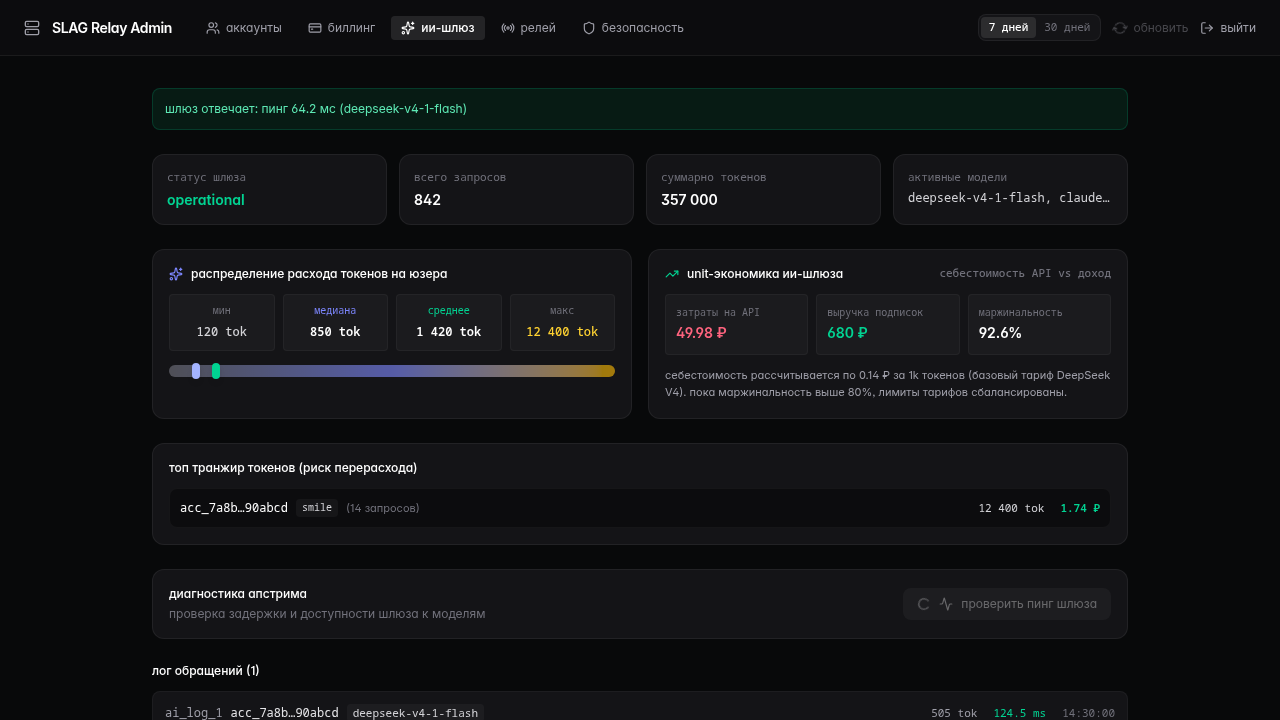 SLAG Relay Admin аккаунты биллинг ии-шлюз релей безопасность 7 дней 30 дней обновить выйти
шлюз отвечает: пинг 64.2 мс (deepseek-v4-1-flash)
статус шлюза
operational
всего запросов
842
суммарно токенов
357 000
активные модели
deepseek-v4-1-flash, claude…
распределение расхода токенов на юзера
мин
120 tok
медиана
850 tok
среднее
1 420 tok
макс
12 400 tok
unit-экономика ии-шлюза
себестоимость API vs доход
затраты на API
49.98 ₽
выручка подписок
680 ₽
маржинальность
92.6%
себестоимость рассчитывается по 0.14 ₽ за 1k токенов (базовый тариф DeepSeek
V4). пока маржинальность выше 80%, лимиты тарифов сбалансированы.
топ транжир токенов (риск перерасхода)
acc_7a8b…90abcd smile (14 запросов) 12 400 tok 1.74 ₽
диагностика апстрима
проверка задержки и доступности шлюза к моделям
проверить пинг шлюза
лог обращений (1)
ai_log_1 acc_7a8b…90abcd deepseek-v4-1-flash 505 tok 124.5 ms 14:30:00